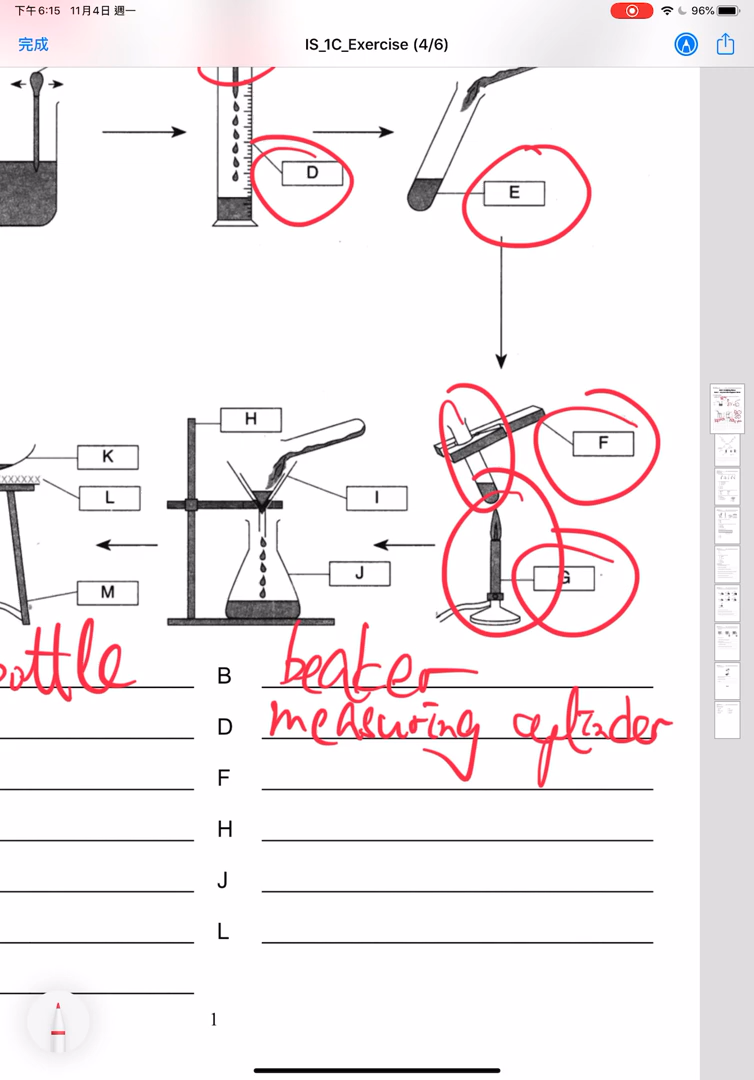 下午6:15 11月4日 週一 96%
完成 IS_1C_Exercise (4/6)
D
E
H
F
K
L
I
G
J
M
ottle B beaker
D measuring cylinder
F
H
J
L
1